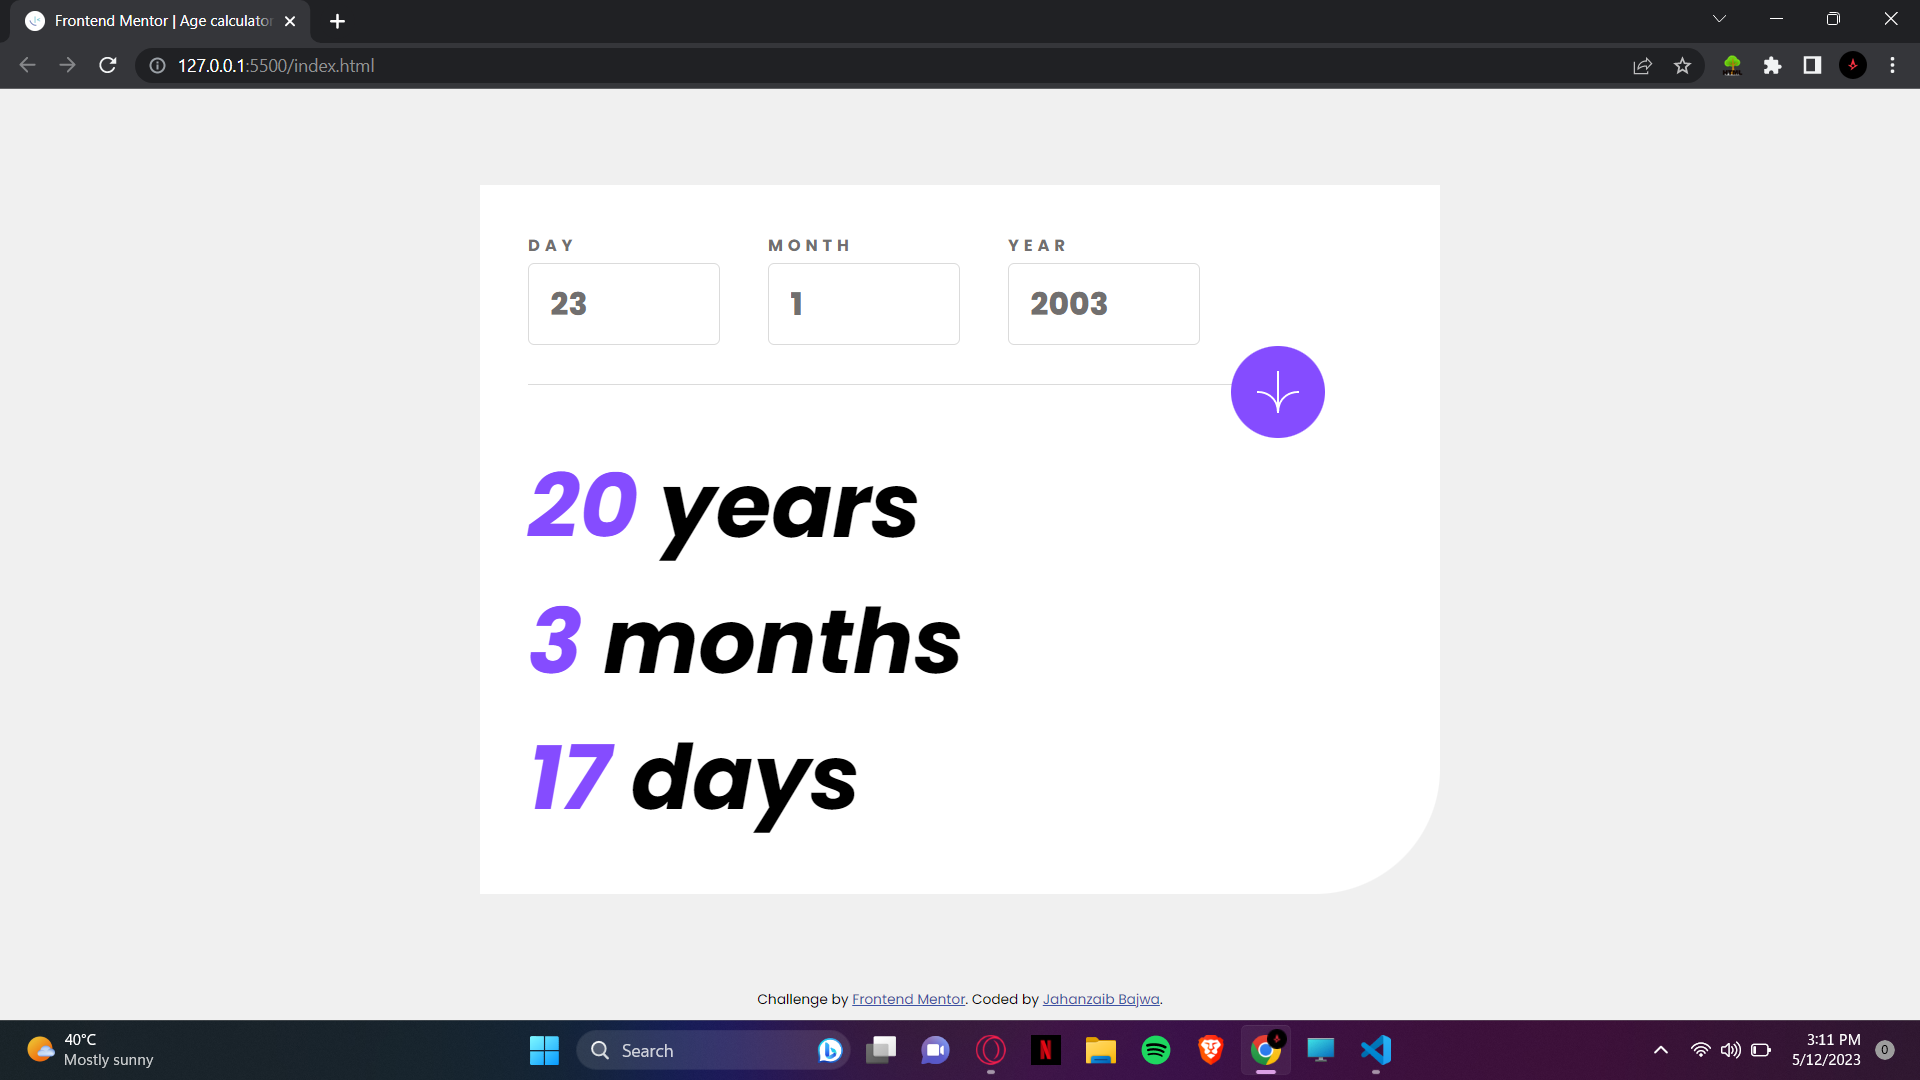 Frontend Mentor | Age calculator
127.0.0.1:5500/index.html
DAY MONTH YEAR
23 1 2003
20 years
3 months
17 days
Challenge by Frontend Mentor. Coded by Jahanzaib Bajwa.
40°C
Mostly sunny
Search
3:11 PM
5/12/2023
0